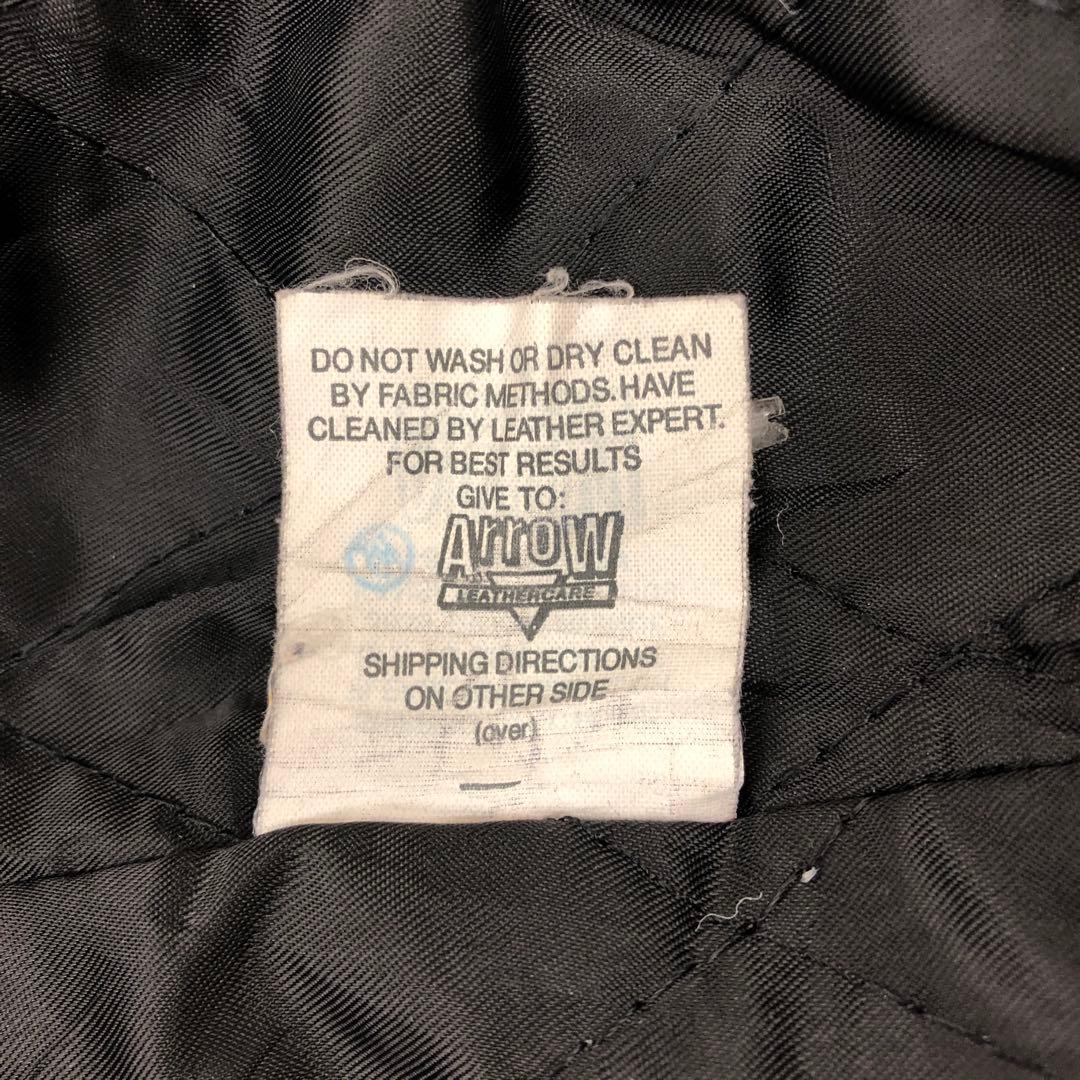 DO NOT WASH OR DRY CLEAN
BY FABRIC METHODS. HAVE
CLEANED BY LEATHER EXPERT.
FOR BEST RESULTS
GIVE TO:
ArroW
LEATHERCARE
SHIPPING DIRECTIONS
ON OTHER SIDE
(over)